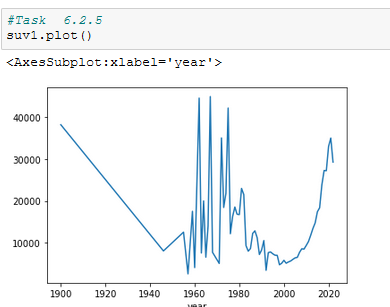 #Task 6.2.5
suv1.plot()
<AxesSubplot:xlabel='year'>
40000
30000
20000
10000
1900 1920 1940 1960 1980 2000 2020
year